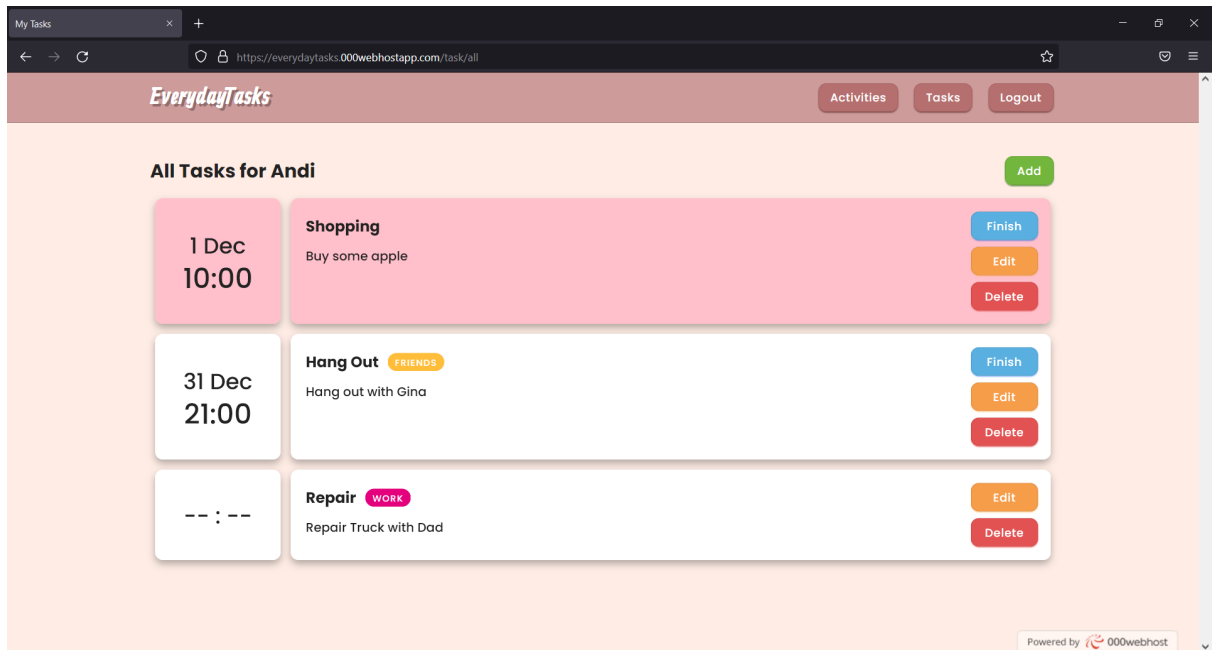 My Tasks
https://everydaytasks.000webhostapp.com/task/all
EverydayTasks
Activities
Tasks
Logout
All Tasks for Andi
Add
1 Dec
10:00
Shopping
Buy some apple
Finish
Edit
Delete
31 Dec
21:00
Hang Out FRIENDS
Hang out with Gina
Finish
Edit
Delete
--:--
Repair WORK
Repair Truck with Dad
Edit
Delete
Powered by 000webhost